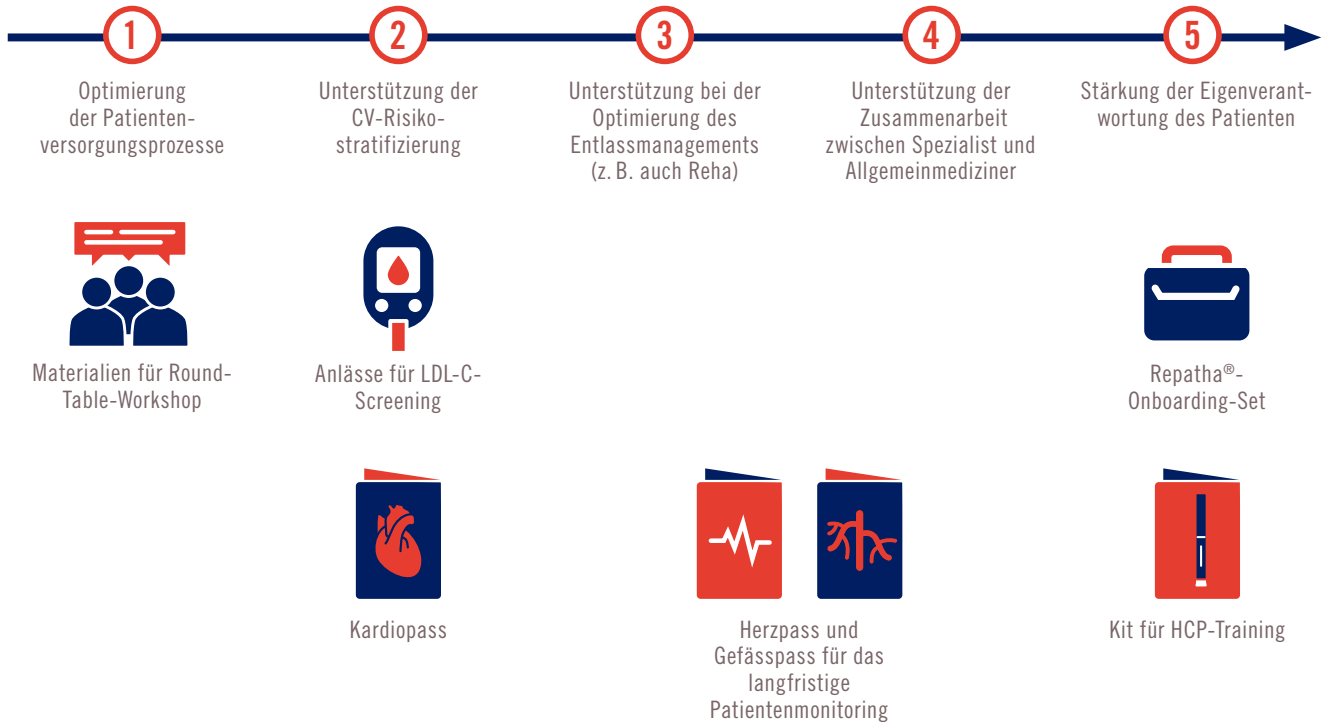 1
Optimierung
der Patienten-
versorgungsprozesse
2
Unterstützung der
CV-Risiko-
stratifizierung
3
Unterstützung bei der
Optimierung des
Entlassmanagements
(z. B. auch Reha)
4
Unterstützung der
Zusammenarbeit
zwischen Spezialist und
Allgemeinmediziner
5
Stärkung der Eigenverant-
wortung des Patienten
Materialien für Round-
Table-Workshop
Anlässe für LDL-C-
Screening
Repatha®-
Onboarding-Set
Kardiopass
Herzpass und
Gefässpass für das
langfristige
Patientenmonitoring
Kit für HCP-Training